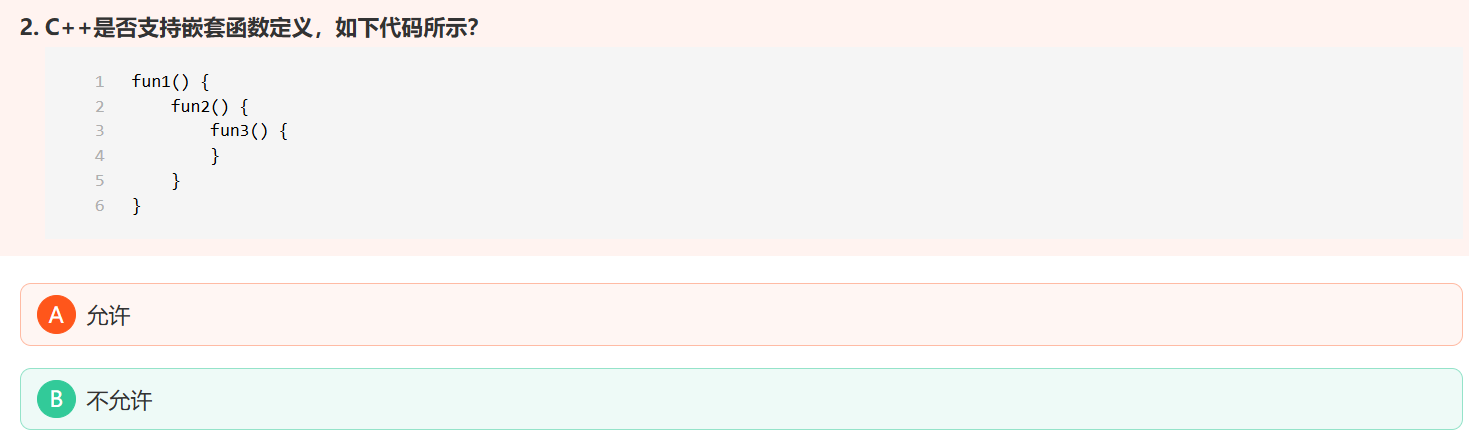 2. C++是否支持嵌套函数定义，如下代码所示？
1 fun1() {
2     fun2() {
3         fun3() {
4         }
5     }
6 }
A 允许
B 不允许